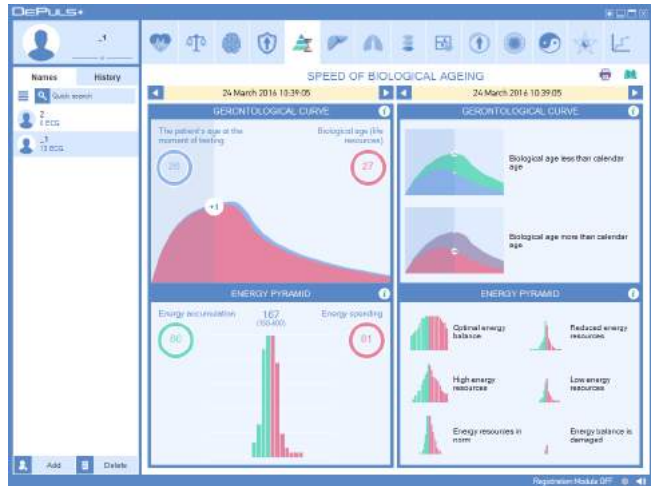 DePuls+
_1
Names History
Quick search
2
_1
SPEED OF BIOLOGICAL AGEING
24 March 2016 10:39:05
24 March 2016 10:39:05
GERONTOLOGICAL CURVE
GERONTOLOGICAL CURVE
The patient's age at the
moment of testing
26
Biological age (life
resources)
27
+1
Biological age less than calendar
age
Biological age more than calendar
age
ENERGY PYRAMID
ENERGY PYRAMID
Energy accumulation
167
Energy spending
81
Optimal energy
balance
Reduced energy
resources
High energy
resources
Low energy
resources
Energy resources in
norm
Energy balance is
damaged
Add Delete
Registration Module OFF